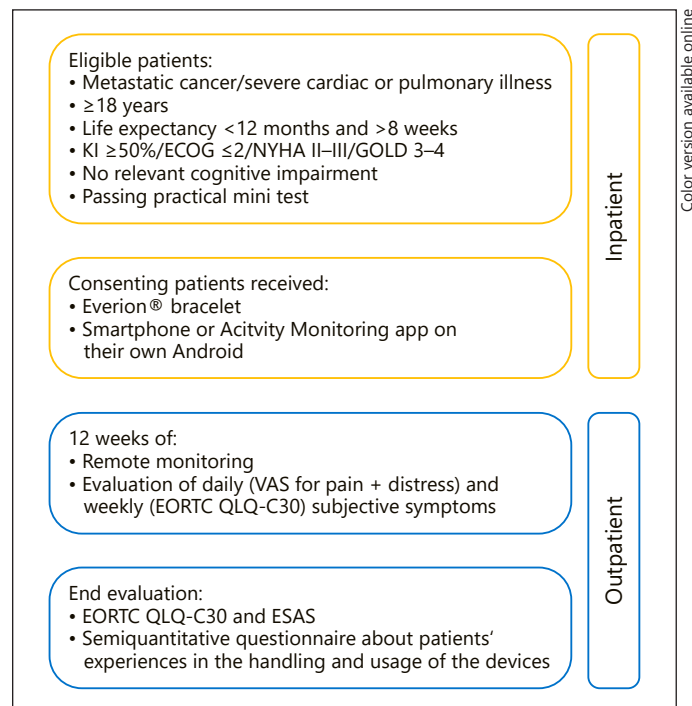 Eligible patients:
• Metastatic cancer/severe cardiac or pulmonary illness
• ≥18 years
• Life expectancy <12 months and >8 weeks
• KI ≥50%/ECOG ≤2/NYHA II–III/GOLD 3–4
• No relevant cognitive impairment
• Passing practical mini test
Inpatient
Consenting patients received:
• Everion® bracelet
• Smartphone or Acitvity Monitoring app on
their own Android
12 weeks of:
• Remote monitoring
• Evaluation of daily (VAS for pain + distress) and
weekly (EORTC QLQ-C30) subjective symptoms
Outpatient
End evaluation:
• EORTC QLQ-C30 and ESAS
• Semiquantitative questionnaire about patients‘
experiences in the handling and usage of the devices
Color version available online